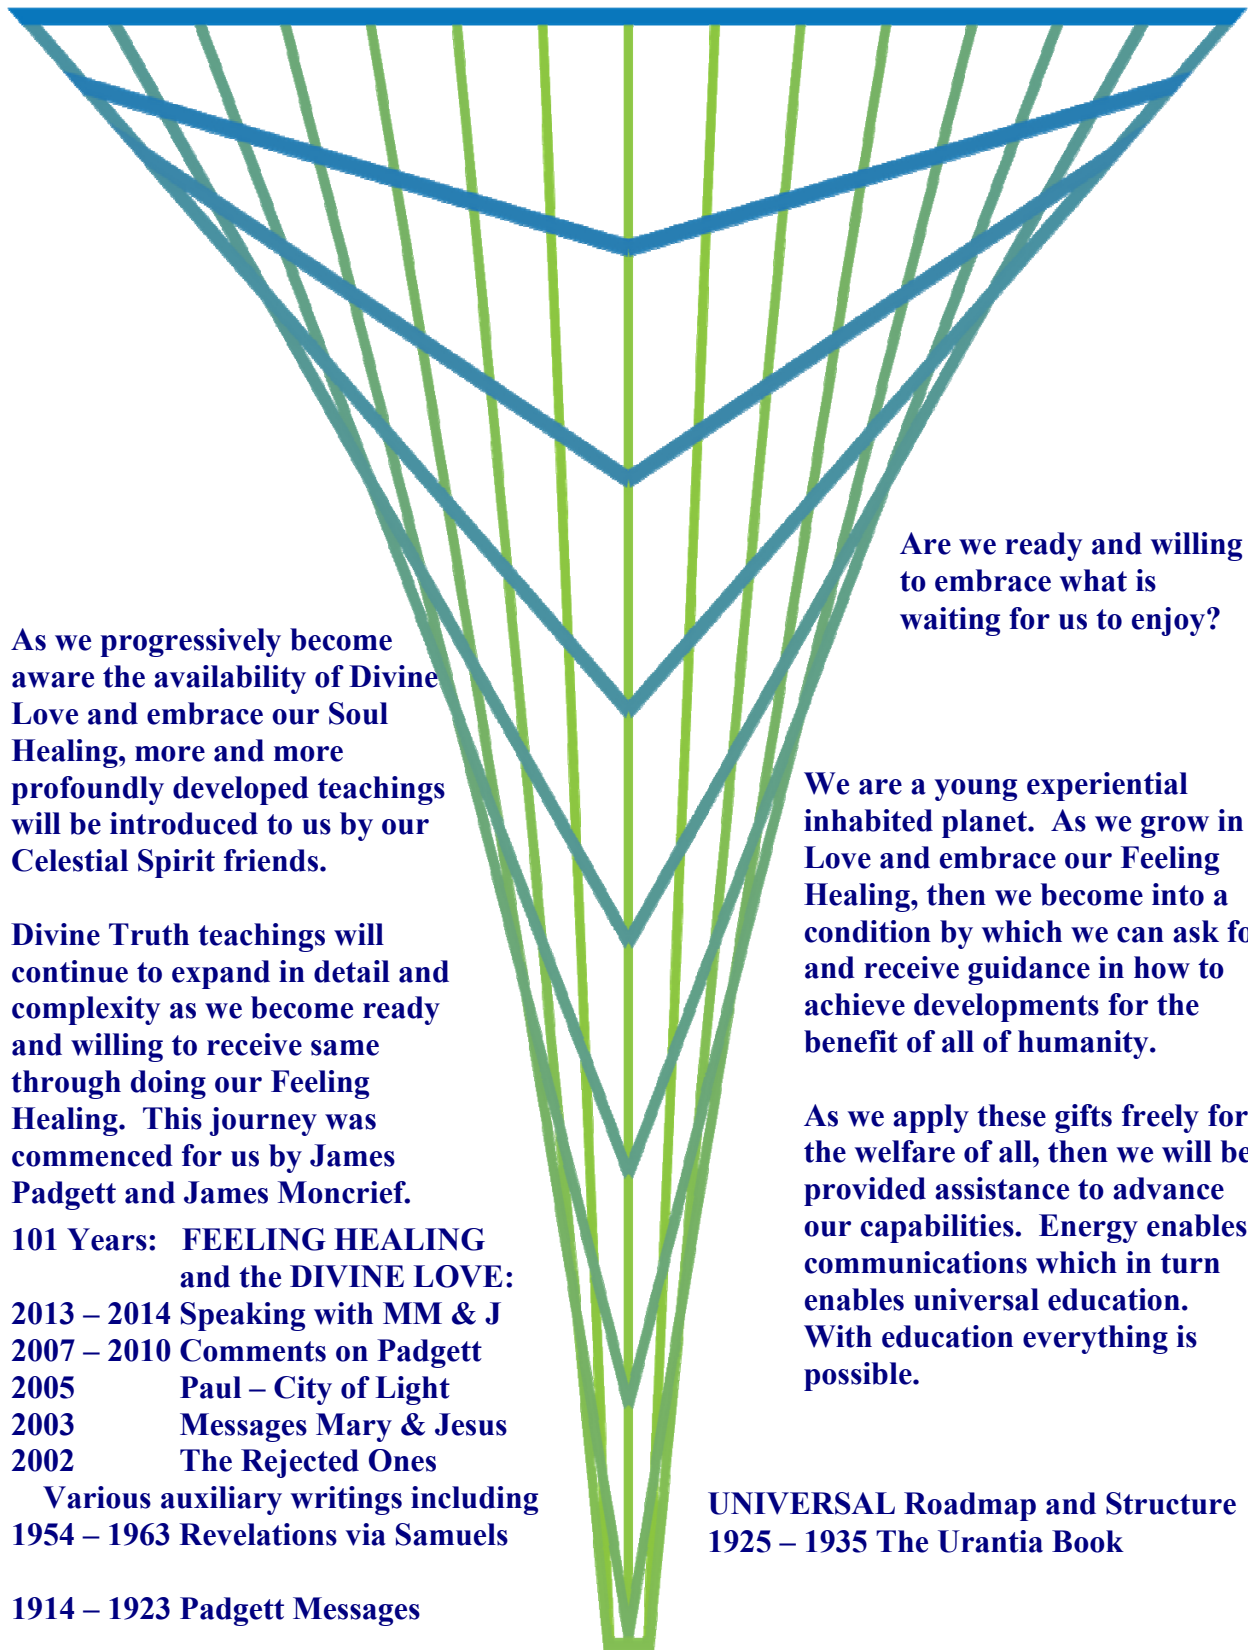 Are we ready and willing
to embrace what is
waiting for us to enjoy?
As we progressively become
aware the availability of Divine
Love and embrace our Soul
Healing, more and more
profoundly developed teachings
will be introduced to us by our
Celestial Spirit friends.
Divine Truth teachings will
continue to expand in detail and
complexity as we become ready
and willing to receive same
through doing our Feeling
Healing.  This journey was
commenced for us by James
Padgett and James Moncrief.
101 Years:   FEELING HEALING
and the DIVINE LOVE:
2013 – 2014 Speaking with MM & J
2007 – 2010 Comments on Padgett
2005 Paul – City of Light
2003 Messages Mary & Jesus
2002 The Rejected Ones
Various auxiliary writings including
1954 – 1963 Revelations via Samuels
1914 – 1923 Padgett Messages
We are a young experiential
inhabited planet.  As we grow in
Love and embrace our Feeling
Healing, then we become into a
condition by which we can ask fo
and receive guidance in how to
achieve developments for the
benefit of all of humanity.
As we apply these gifts freely for
the welfare of all, then we will be
provided assistance to advance
our capabilities.  Energy enables
communications which in turn
enables universal education.
With education everything is
possible.
UNIVERSAL Roadmap and Structure
1925 – 1935 The Urantia Book